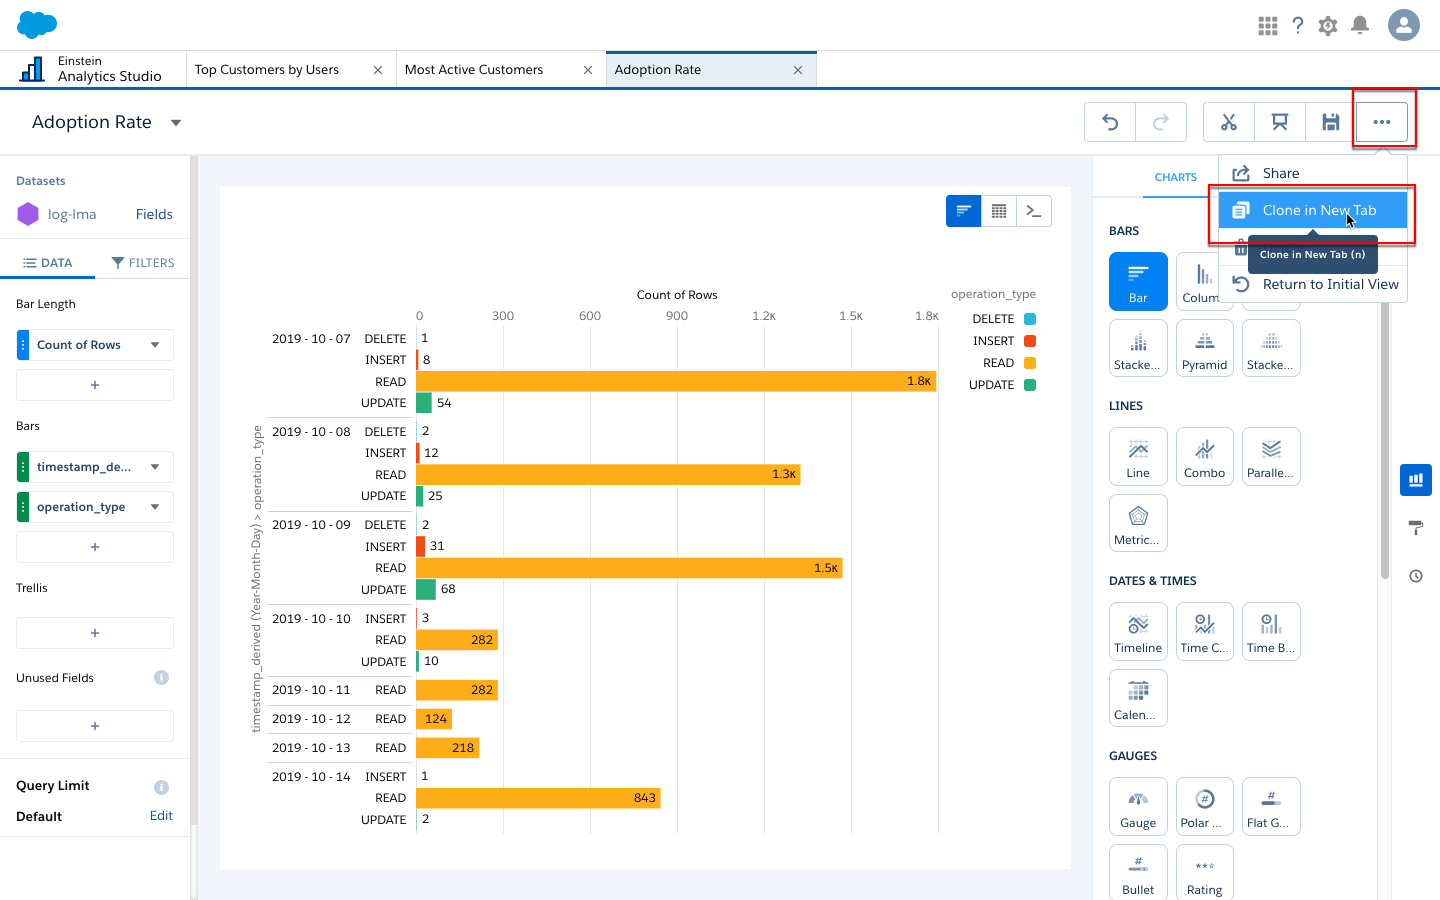 Einstein
Analytics Studio
Top Customers by Users
Most Active Customers
Adoption Rate
Adoption Rate
Datasets
log-lma
Fields
DATA
FILTERS
Bar Length
Count of Rows
Bars
timestamp_de...
operation_type
Trellis
Unused Fields
Query Limit
Default
Edit
Count of Rows
0 300 600 900 1.2K 1.5K 1.8K
timestamp_derived (Year-Month-Day) > operation_type
2019 - 10 - 07 DELETE 1
INSERT 8
READ 1.8K
UPDATE 54
2019 - 10 - 08 DELETE 2
INSERT 12
READ 1.3K
UPDATE 25
2019 - 10 - 09 DELETE 2
INSERT 31
READ 1.5K
UPDATE 68
2019 - 10 - 10 INSERT 3
READ 282
UPDATE 10
2019 - 10 - 11 READ 282
2019 - 10 - 12 READ 124
2019 - 10 - 13 READ 218
2019 - 10 - 14 INSERT 1
READ 843
UPDATE 2
operation_type
DELETE
INSERT
READ
UPDATE
CHARTS
Share
Clone in New Tab
Clone in New Tab (n)
Return to Initial View
BARS
Bar
Colum
Stacke...
Pyramid
Stacke...
LINES
Line
Combo
Paralle...
Metric...
DATES & TIMES
Timeline
Time C...
Time B...
Calen...
GAUGES
Gauge
Polar ...
Flat G...
Bullet
Rating